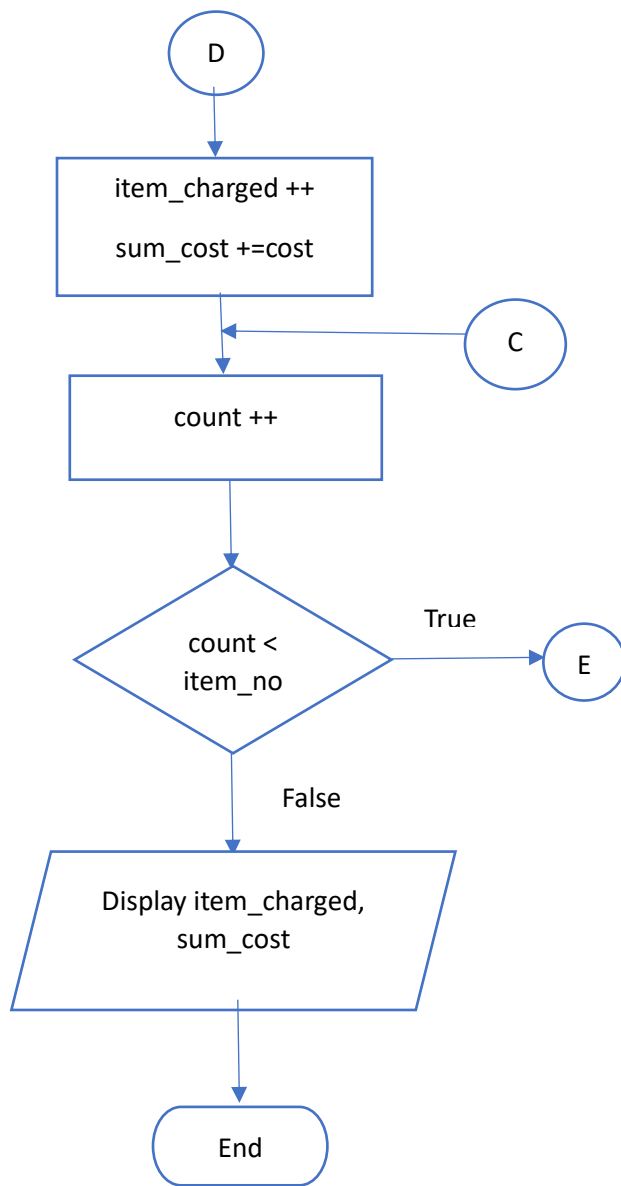 D
item_charged ++
sum_cost +=cost
C
count ++
count <
item_no
True
E
False
Display item_charged,
sum_cost
End